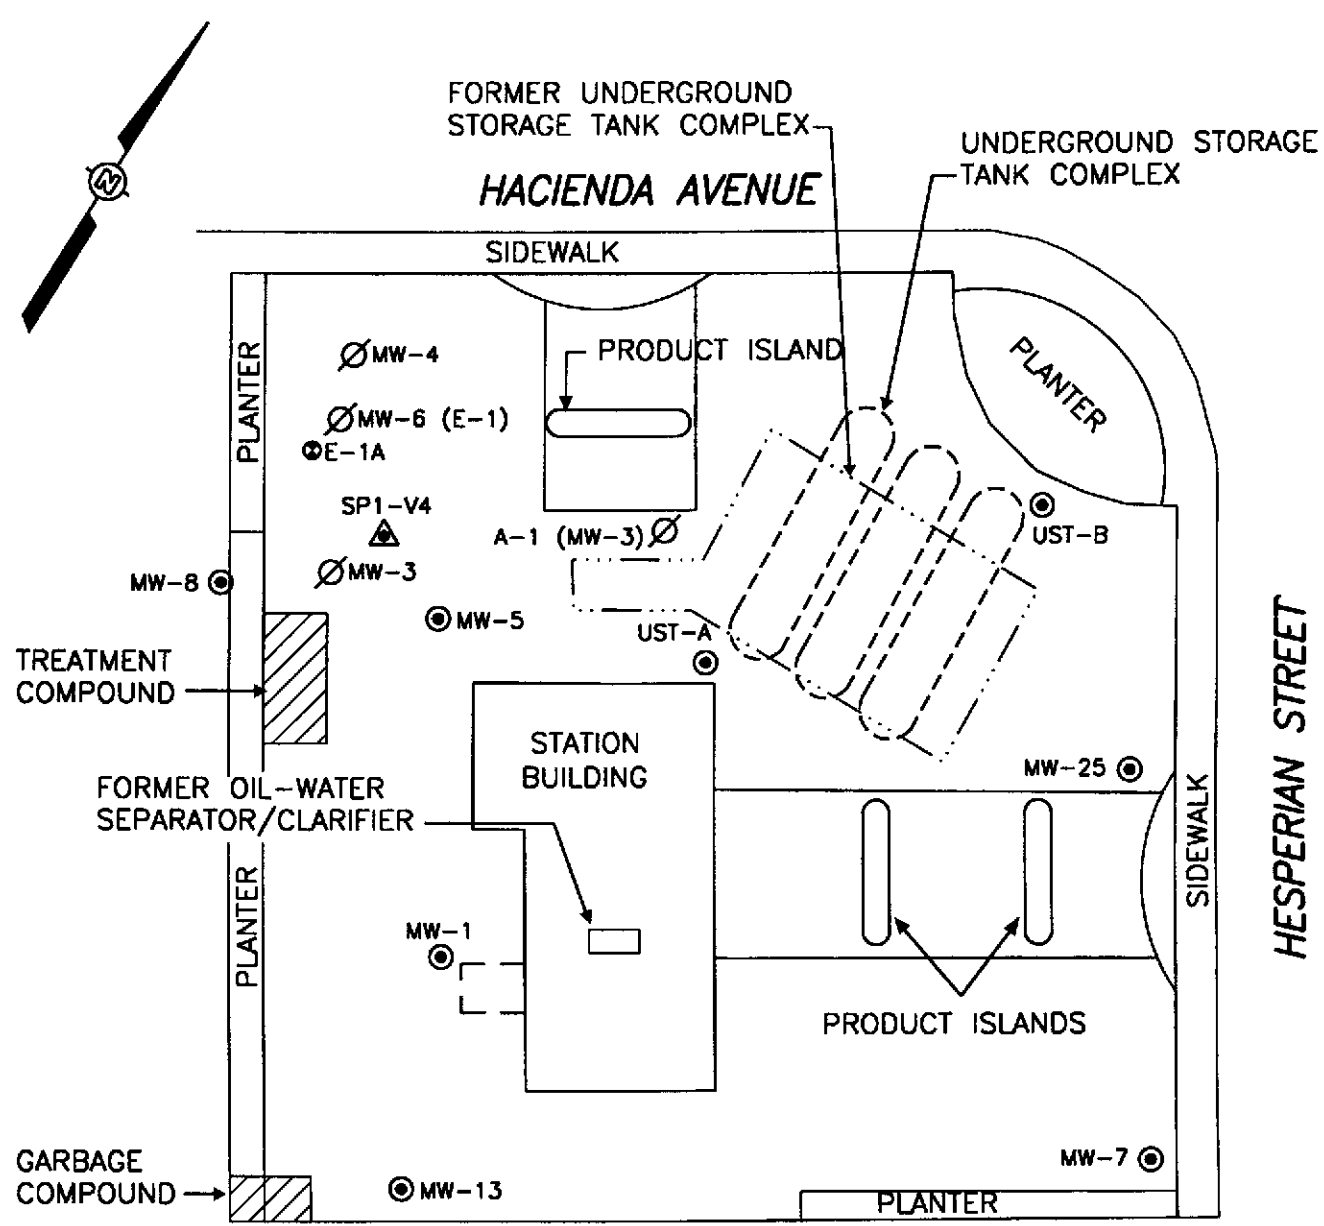 FORMER UNDERGROUND
STORAGE TANK COMPLEX
UNDERGROUND STORAGE
TANK COMPLEX
N
HACIENDA AVENUE
SIDEWALK
PLANTER
MW-4
PRODUCT ISLAND
PLANTER
MW-6 (E-1)
E-1A
SP1-V4
A-1 (MW-3)
UST-B
MW-8
MW-3
MW-5
UST-A
TREATMENT
COMPOUND
HESPERIAN STREET
STATION
BUILDING
MW-25
FORMER OIL-WATER
SEPARATOR/CLARIFIER
SIDEWALK
PLANTER
MW-1
PRODUCT ISLANDS
GARBAGE
COMPOUND
MW-13
MW-7
PLANTER